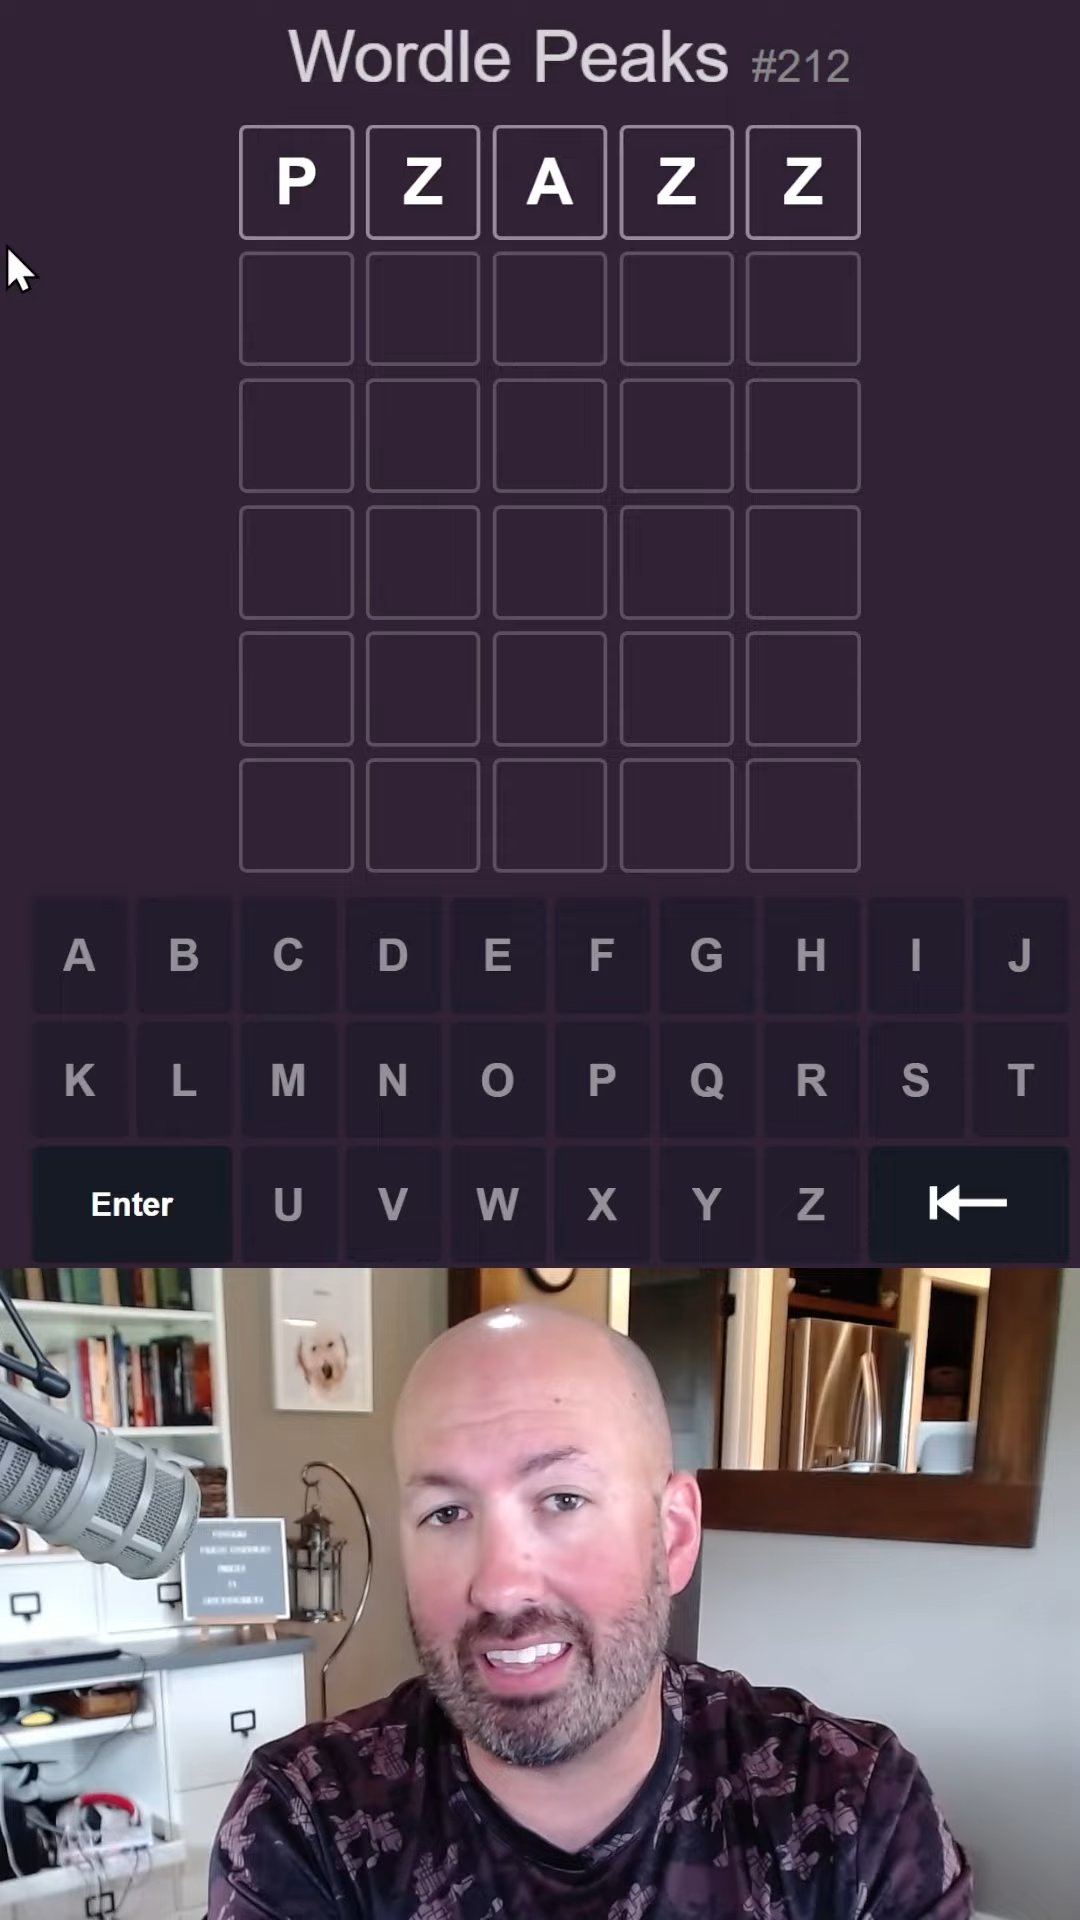 Wordle Peaks #212
P Z A Z Z
A B C D E F G H I J
K L M N O P Q R S T
Enter U V W X Y Z